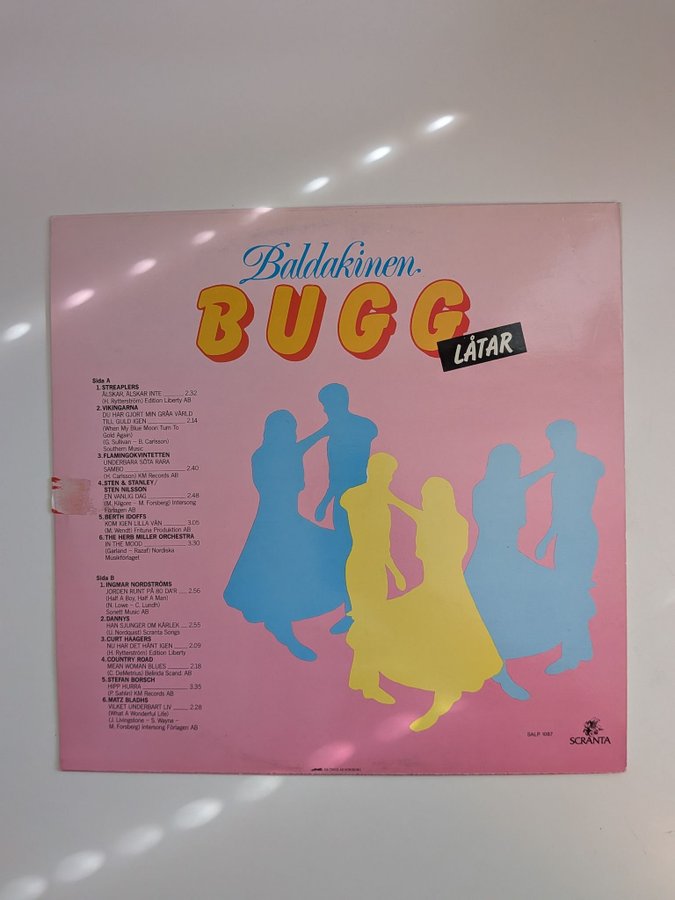 Baldakinen
BUGG
LÅTAR
Sida A
1. STREAPLERS
ÄLSKAR, ÄLSKAR INTE 2.32
(H. Rytterström) Edition Liberty AB
2. VIKINGARNA
DU HAR GJORT MIN GRÅA VÄRLD
TILL GULD IGEN 2.14
(When My Blue Moon Turn To
Gold Again)
(G. Sullivan – B. Carlsson)
Southern Music
3. FLAMINGOKVINTETTEN
UNDERBARA SÖTA RARA
SAMBO 2.40
(H. Carlsson) KM Records AB
4. STEN & STANLEY/
STEN NILSSON
EN VANLIG DAG 2.48
(M. Kilgore – M. Forsberg) Intersong
Förlagen AB
5. BERTH IDOFFS
KOM IGEN LILLA VÄN 3.05
(M. Wendt) Frituna Produktion AB
6. THE HERB MILLER ORCHESTRA
IN THE MOOD 3.30
(Garland – Razaf) Nordiska
Musikförlaget
Sida B
1. INGMAR NORDSTRÖMS
JORDEN RUNT PÅ 80 DA'R 2.56
(Half A Boy, Half A Man)
(N. Lowe – C. Lundh)
Sonet Music AB
2. DANNYS
HAN SJUNGER OM KÄRLEK 2.55
(U. Nordquist) Scranta Songs
3. CURT HAAGERS
NU HAR DET HÄNT IGEN 2.09
(H. Rytterström) Edition Liberty
4. COUNTRY ROAD
MEAN WOMAN BLUES 2.18
(C. DeMetrius) Belinda Scand. AB
5. STEFAN BORSCH
HIPP HURRA 3.35
(P. Sahlin) KM Records AB
6. MATZ BLADHS
VILKET UNDERBART LIV 2.28
(What A Wonderful Life)
(J. Livingstone – S. Wayne –
M. Forsberg) Intersong Förlagen AB
SALP 1087
SCRANTA